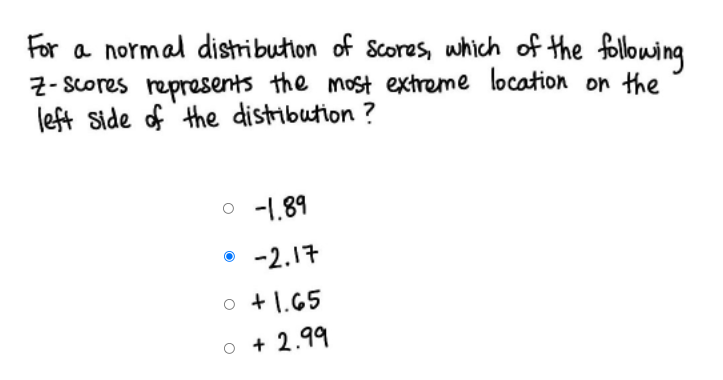 For a normal distribution of scores, which of the following
z-scores represents the most extreme location on the
left side of the distribution?
-1.89
-2.17
+1.65
+ 2.99